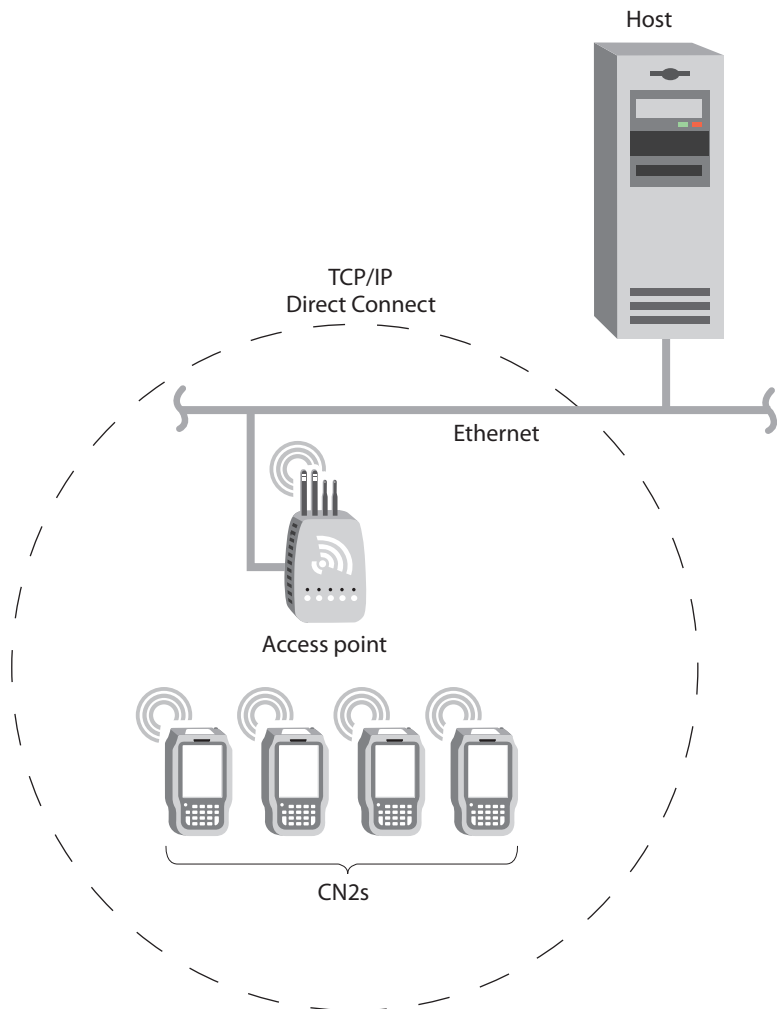 Host
TCP/IP
Direct Connect
Ethernet
Access point
CN2s